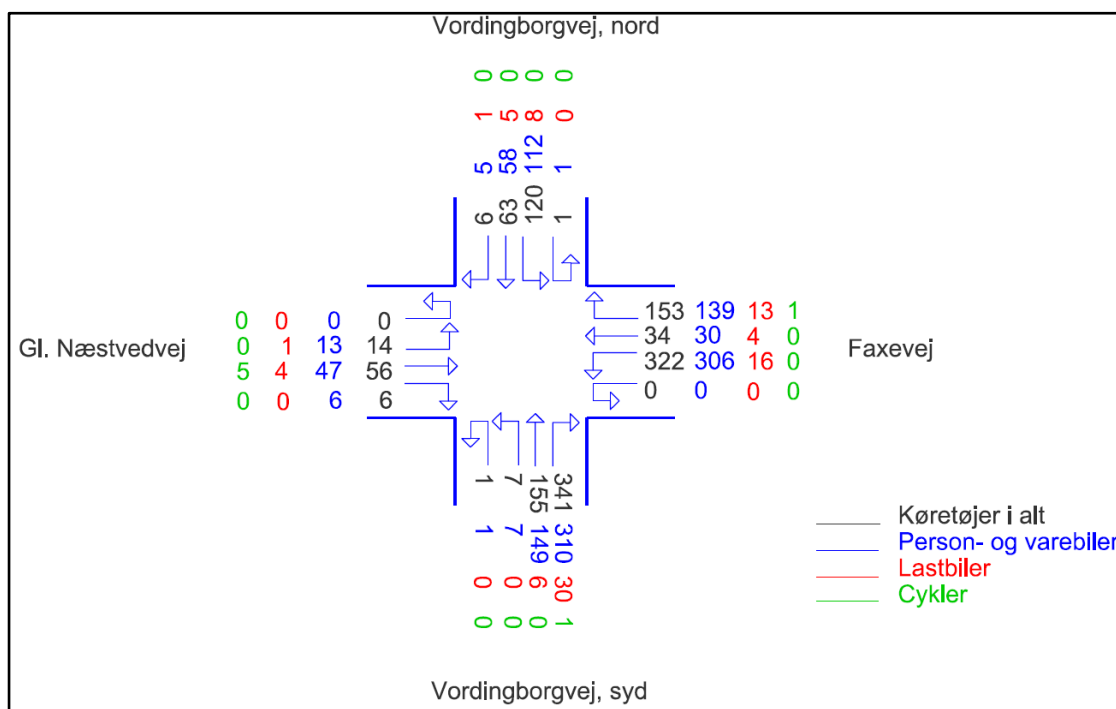 Vordingborgvej, nord
0 0 0 0
1 5 8 0
5 58 112 1
6 63 120 1
0 0 0 0
0 1 13 14
5 4 47 56
0 0 6 6
Gl. Næstvedvej
153 139 13 1
34 30 4 0
322 306 16 0
0 0 0 0
Faxevej
1 7 155 341
1 7 149 310
0 0 6 30
0 0 0 1
Vordingborgvej, syd
Køretøjer i alt
Person- og varebiler
Lastbiler
Cykler